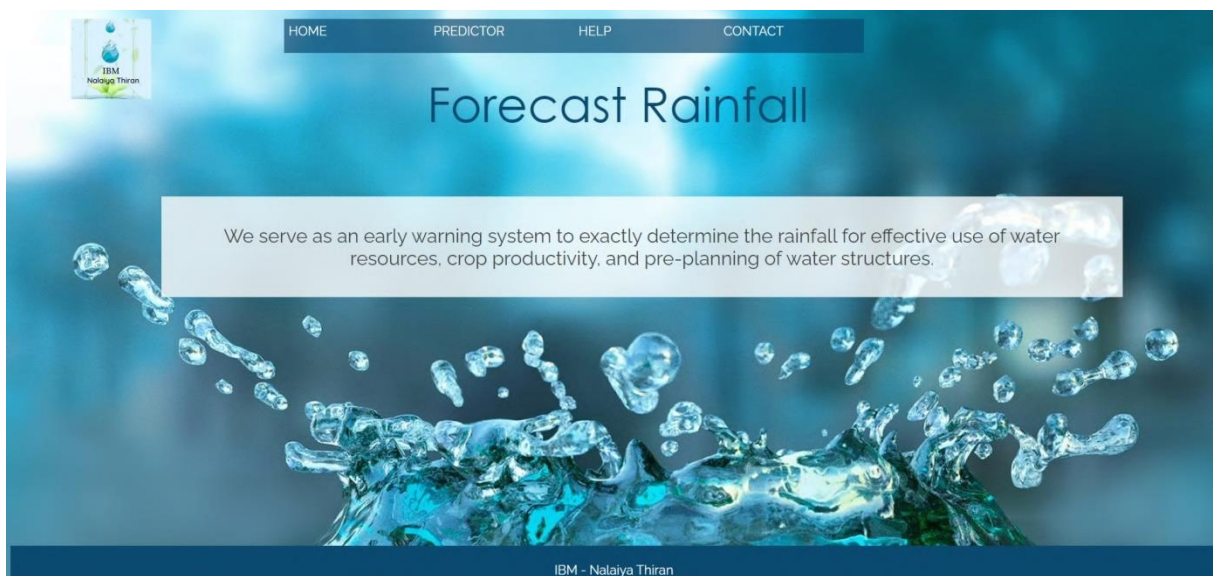 IBM
Nalaiya Thiran
HOME PREDICTOR HELP CONTACT
Forecast Rainfall
We serve as an early warning system to exactly determine the rainfall for effective use of water
resources, crop productivity, and pre-planning of water structures.
IBM - Nalaiya Thiran